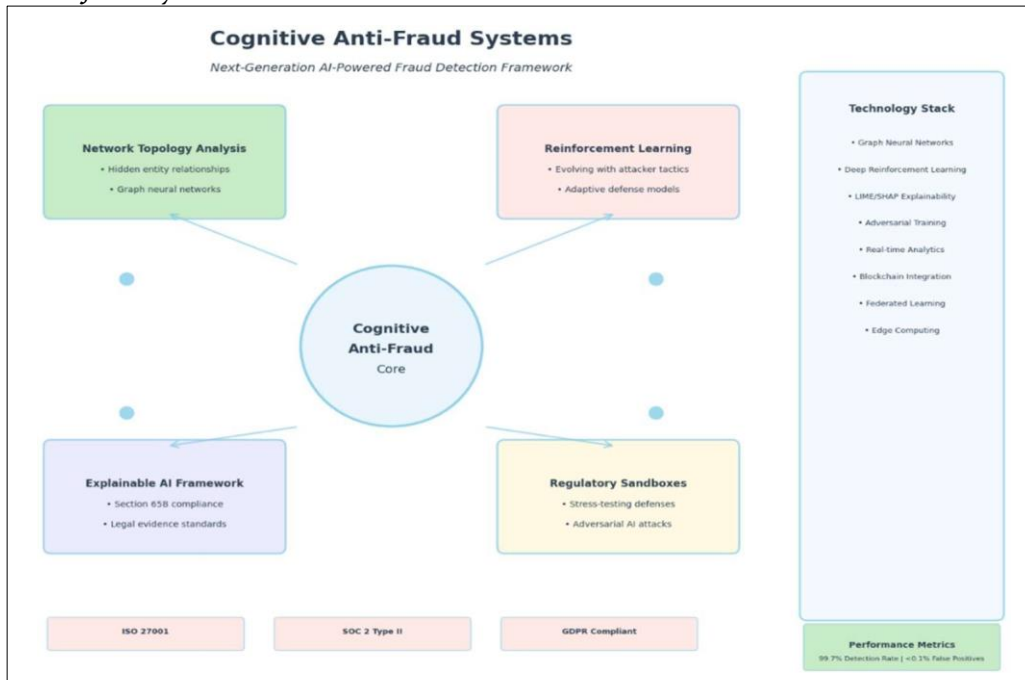 Cognitive Anti-Fraud Systems
Next-Generation AI-Powered Fraud Detection Framework
Network Topology Analysis
• Hidden entity relationships
• Graph neural networks
Reinforcement Learning
• Evolving with attacker tactics
• Adaptive defense models
Cognitive
Anti-Fraud
Core
Explainable AI Framework
• Section 65B compliance
• Legal evidence standards
Regulatory Sandboxes
• Stress-testing defenses
• Adversarial AI attacks
ISO 27001
SOC 2 Type II
GDPR Compliant
Technology Stack
• Graph Neural Networks
• Deep Reinforcement Learning
• LIME/SHAP Explainability
• Adversarial Training
• Real-time Analytics
• Blockchain Integration
• Federated Learning
• Edge Computing
Performance Metrics
99.7% Detection Rate | <0.1% False Positives